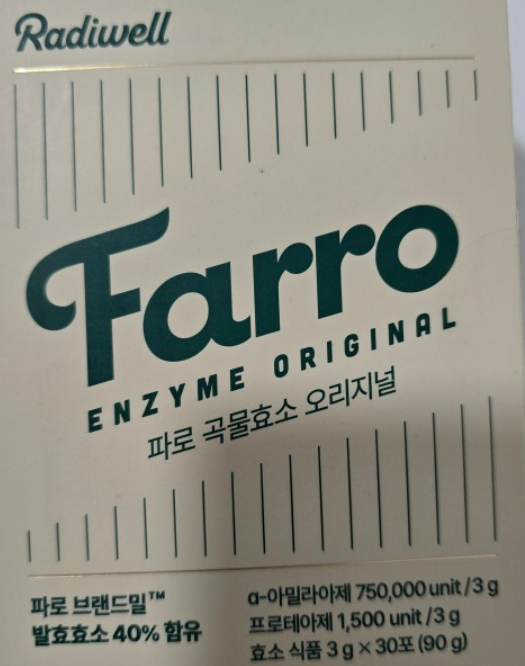 Radiwell
Farro
ENZYME ORIGINAL
파로 곡물효소 오리지널
파로 브랜드밀™
발효효소 40% 함유
α-아밀라아제 750,000 unit /3 g
프로테아제 1,500 unit /3 g
효소 식품 3 g × 30포 (90 g)